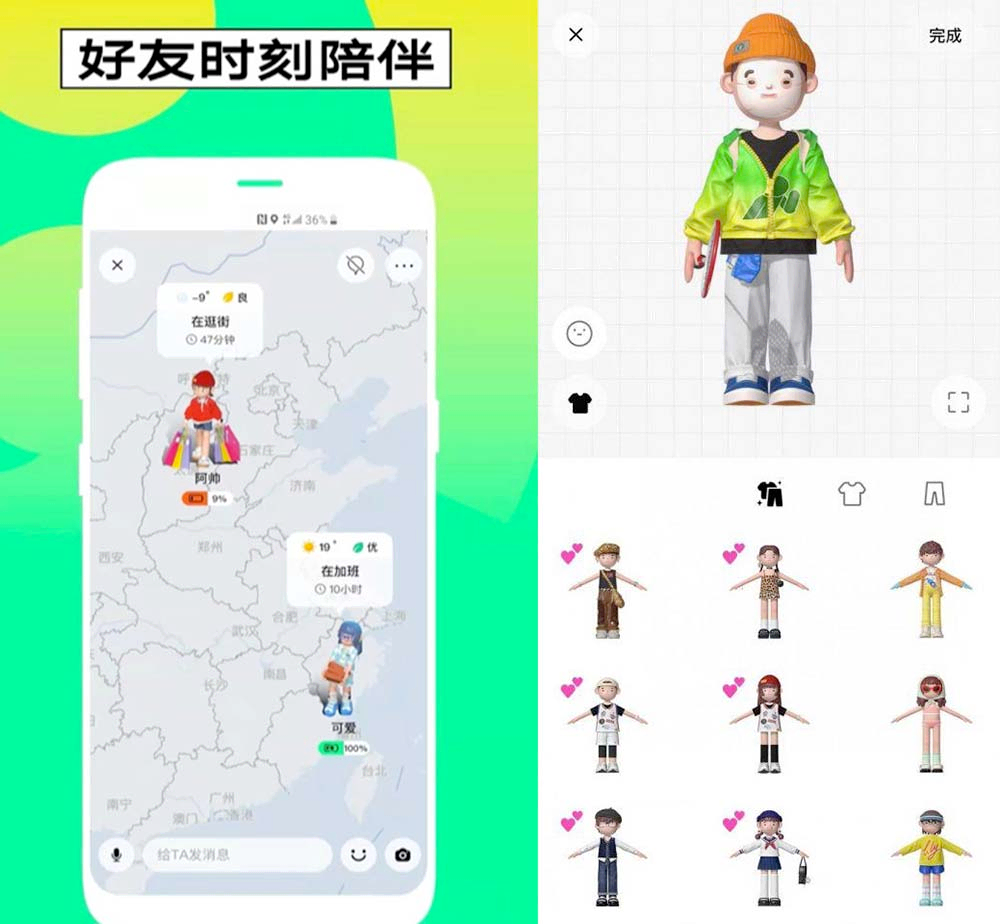 好友时刻陪伴
36%
-9° 良
在逛街
47分钟
北京
天津
石家庄
阿帅
9%
济南
郑州
西安
19° 优
在加班
10小时
合肥
上海
武汉
南昌
长沙
可爱
100%
台北
南宁
广州
澳门
香港
给TA发消息
完成